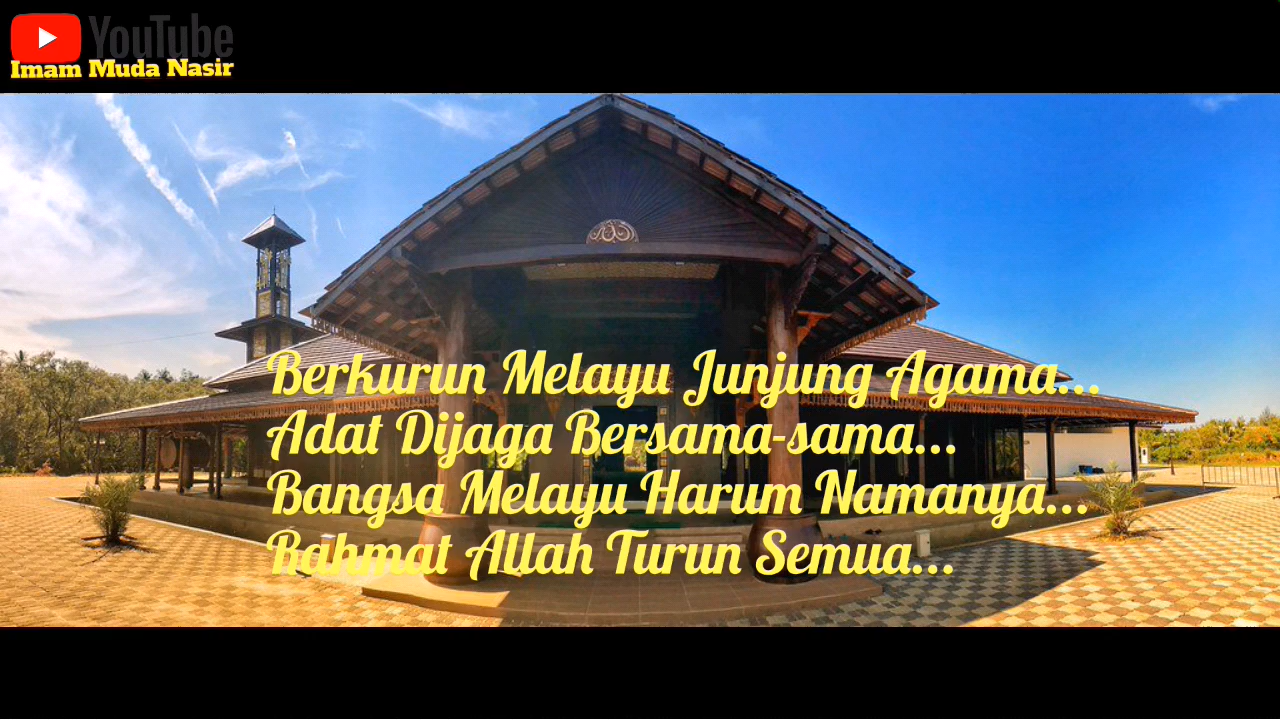 YouTube
Imam Muda Nasir
Berkurun Melayu Junjung Agama...
Adat Dijaga Bersama-sama...
Bangsa Melayu Harum Namanya...
Rahmat Allah Turun Semua...